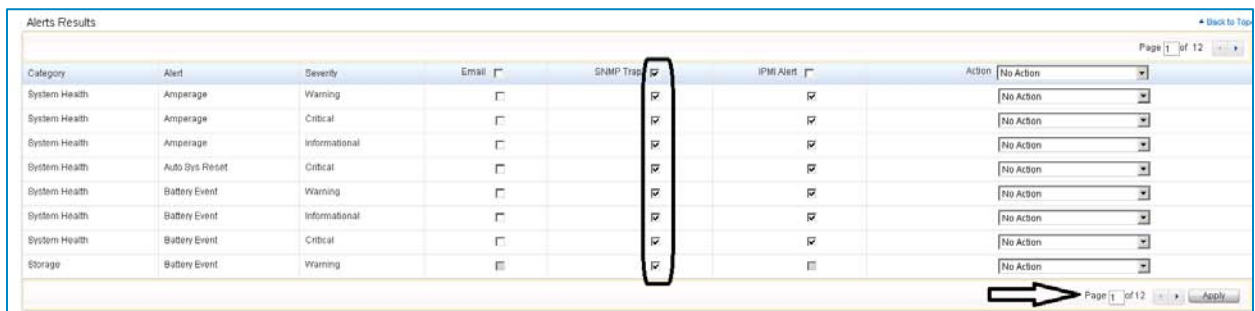 Alerts Results
Back to Top
Page 1 of 12
Category Alert Severity Email SNMP Trap IPMI Alert Action No Action
System Health Amperage Warning No Action
System Health Amperage Critical No Action
System Health Amperage Informational No Action
System Health Auto Sys Reset Critical No Action
System Health Battery Event Warning No Action
System Health Battery Event Informational No Action
System Health Battery Event Critical No Action
Storage Battery Event Warning No Action
Page 1 of 12 Apply